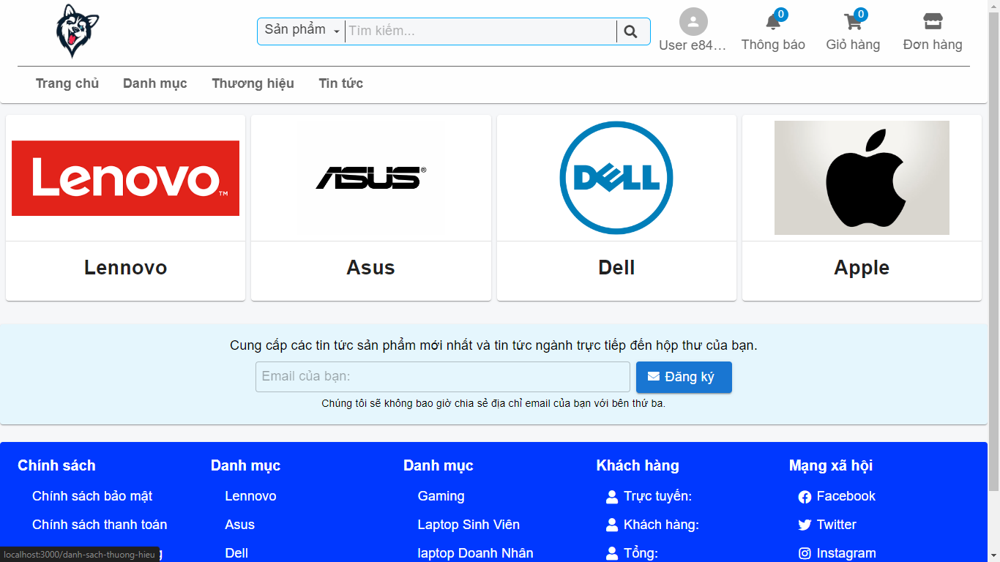 Sản phẩm
Tìm kiếm...
User e84…
0
Thông báo
0
Giỏ hàng
Đơn hàng
Trang chủ
Danh mục
Thương hiệu
Tin tức
Lenovo™
ASUS®
DELL
Lennovo
Asus
Dell
Apple
Cung cấp các tin tức sản phẩm mới nhất và tin tức ngành trực tiếp đến hộp thư của bạn.
Email của bạn:
Đăng ký
Chúng tôi sẽ không bao giờ chia sẻ địa chỉ email của bạn với bên thứ ba.
Chính sách
Danh mục
Danh mục
Khách hàng
Mạng xã hội
Chính sách bảo mật
Lennovo
Gaming
Trực tuyến:
Facebook
Chính sách thanh toán
Asus
Laptop Sinh Viên
Khách hàng:
Twitter
Dell
laptop Doanh Nhân
Tổng:
Instagram
localhost:3000/danh-sach-thuong-hieu